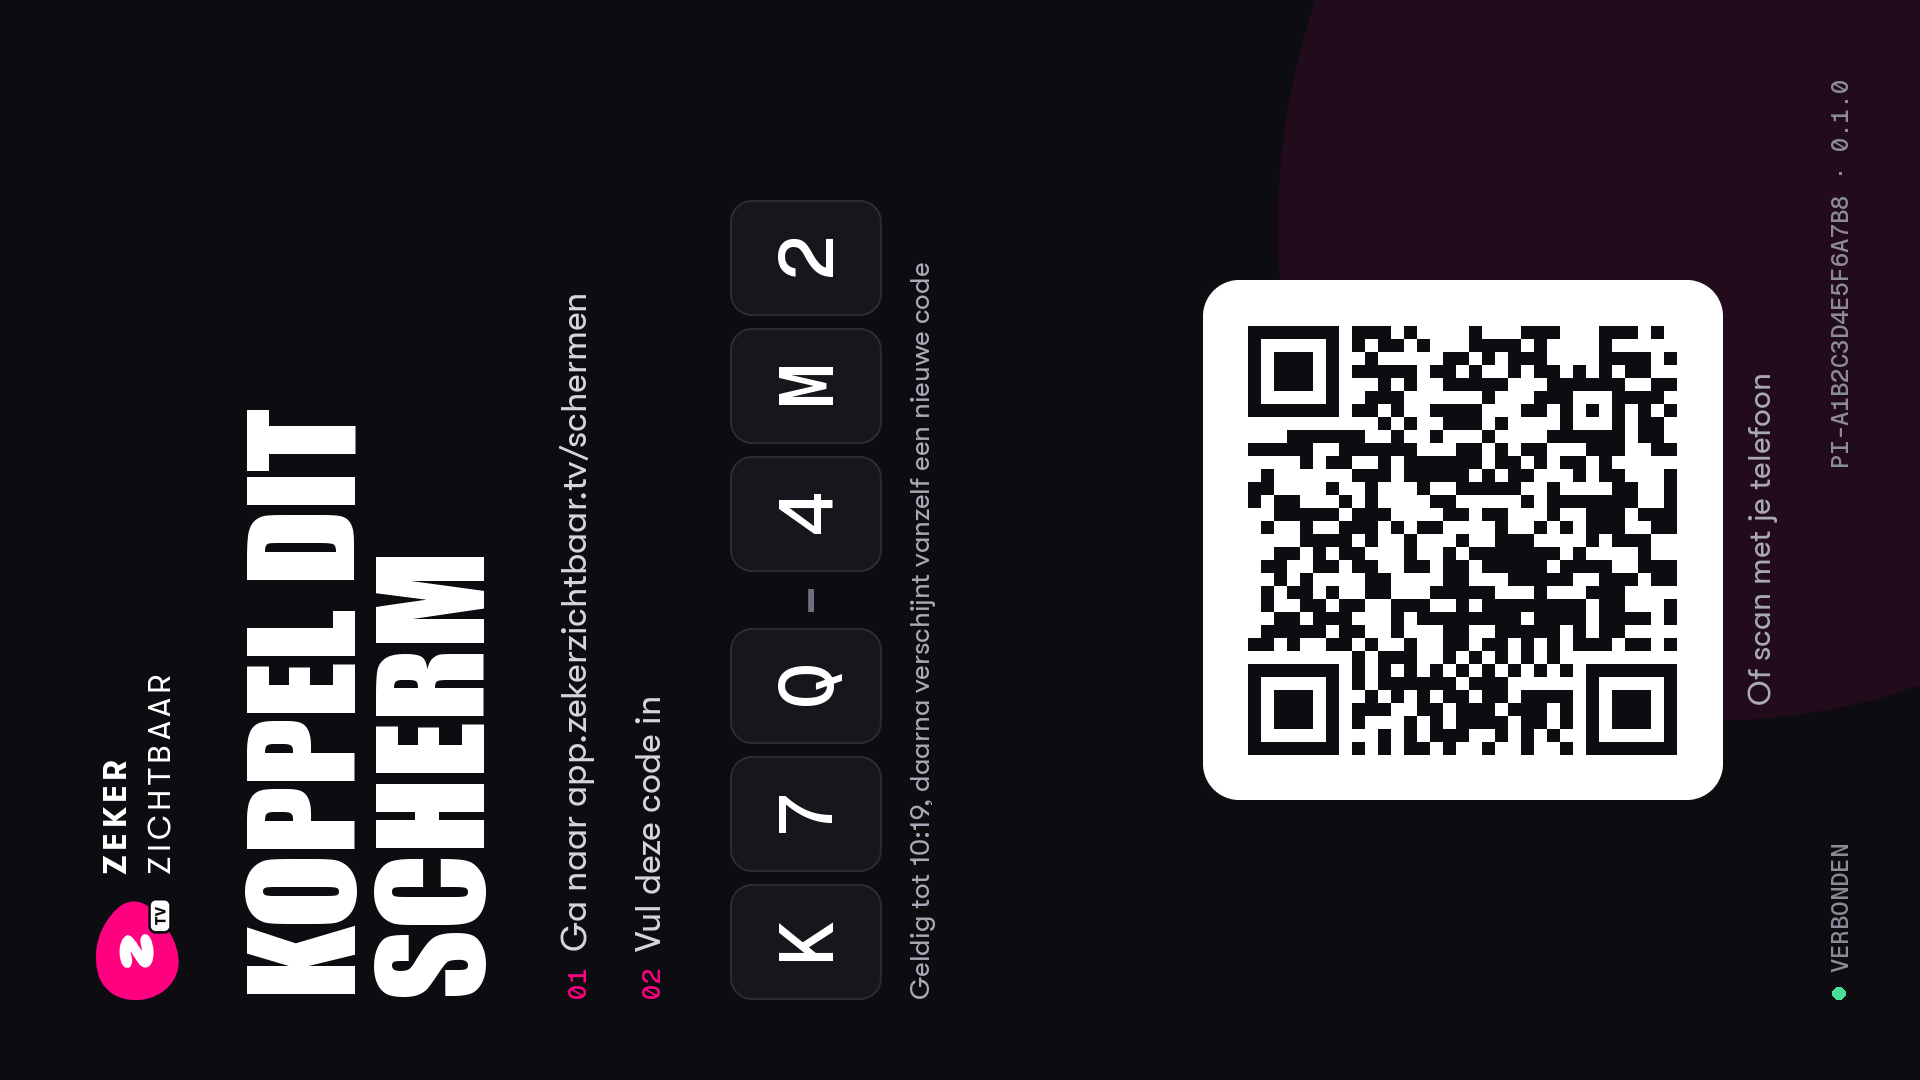 ZEKER
ZICHTBAAR
TV
KOPPEL DIT
SCHERM
01 Ga naar app.zekerzichtbaar.tv/schermen
02 Vul deze code in
K 7 Q – 4 M 2
Geldig tot 10:19, daarna verschijnt vanzelf een nieuwe code
Of scan met je telefoon
VERBONDEN
PI-A1B2C3D4E5F6A7B8 · 0.1.0